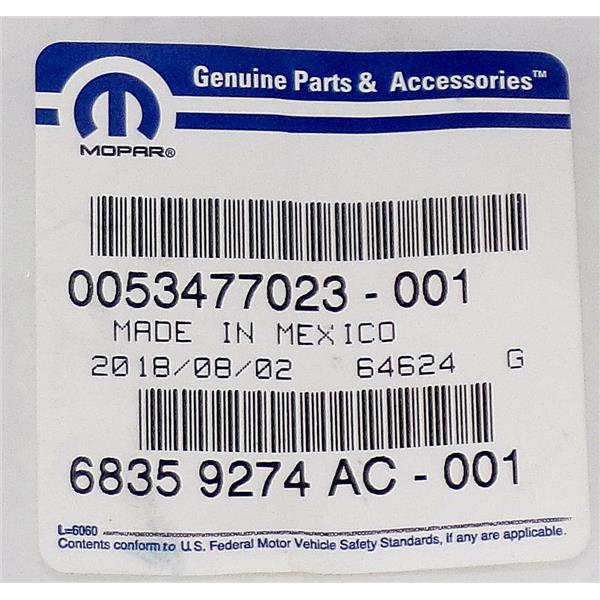 Genuine Parts & Accessories™
MOPAR®
0053477023 - 001
MADE IN MEXICO
2018/08/02 64624 G
6835 9274 AC - 001
L=6060
Contents conform to U.S. Federal Motor Vehicle Safety Standards, If any are applicable.